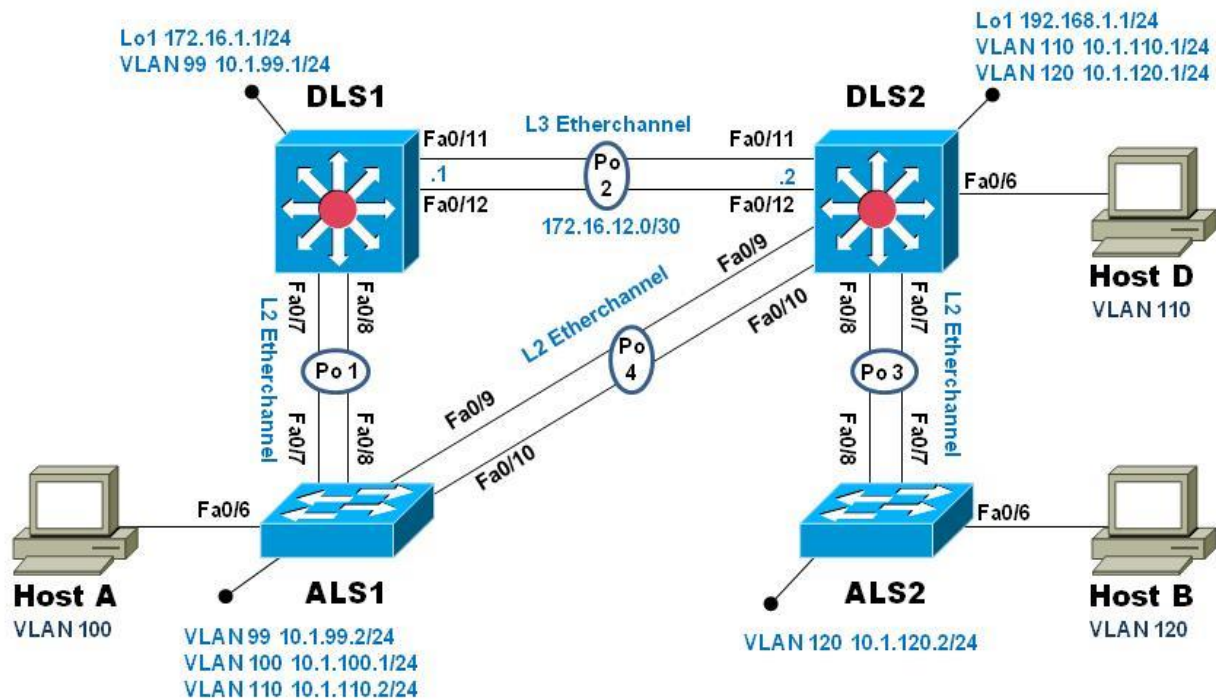 Lo1 172.16.1.1/24
VLAN 99 10.1.99.1/24
Lo1 192.168.1.1/24
VLAN 110 10.1.110.1/24
VLAN 120 10.1.120.1/24
DLS1
DLS2
L3 Etherchannel
Fa0/11
Fa0/11
Po
2
.1
.2
Fa0/12
Fa0/12
172.16.12.0/30
Fa0/6
Host D
VLAN 110
Fa0/7
Fa0/8
L2 Etherchannel
Po 1
Fa0/7
Fa0/8
Fa0/9
Fa0/10
L2 Etherchannel
Po
4
Fa0/9
Fa0/10
Fa0/8
Fa0/7
L2 Etherchannel
Po 3
Fa0/8
Fa0/7
Fa0/6
Host A
VLAN 100
ALS1
VLAN 99 10.1.99.2/24
VLAN 100 10.1.100.1/24
VLAN 110 10.1.110.2/24
ALS2
VLAN 120 10.1.120.2/24
Fa0/6
Host B
VLAN 120